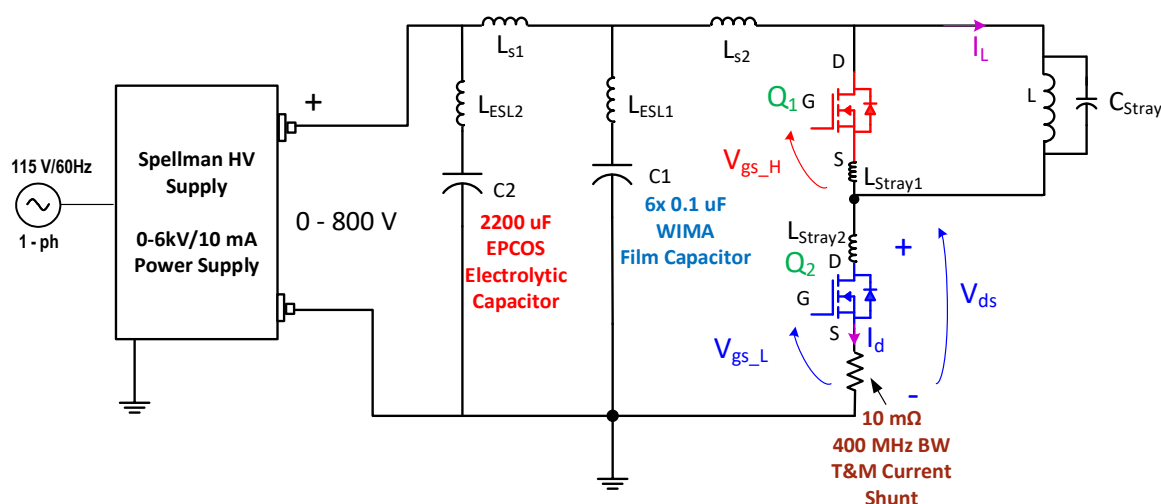 115 V/60Hz
1 - ph
Spellman HV
Supply
0-6kV/10 mA
Power Supply
+
0 - 800 V
Ls1
LESL2
C2
2200 uF
EPCOS
Electrolytic
Capacitor
LESL1
C1
6x 0.1 uF
WIMA
Film Capacitor
Ls2
IL
D
Q1
G
S
Vgs_H
LStray1
L
CStray
LStray2
+
Q2
D
G
S
Id
Vgs_L
Vds
-
10 mΩ
400 MHz BW
T&M Current
Shunt